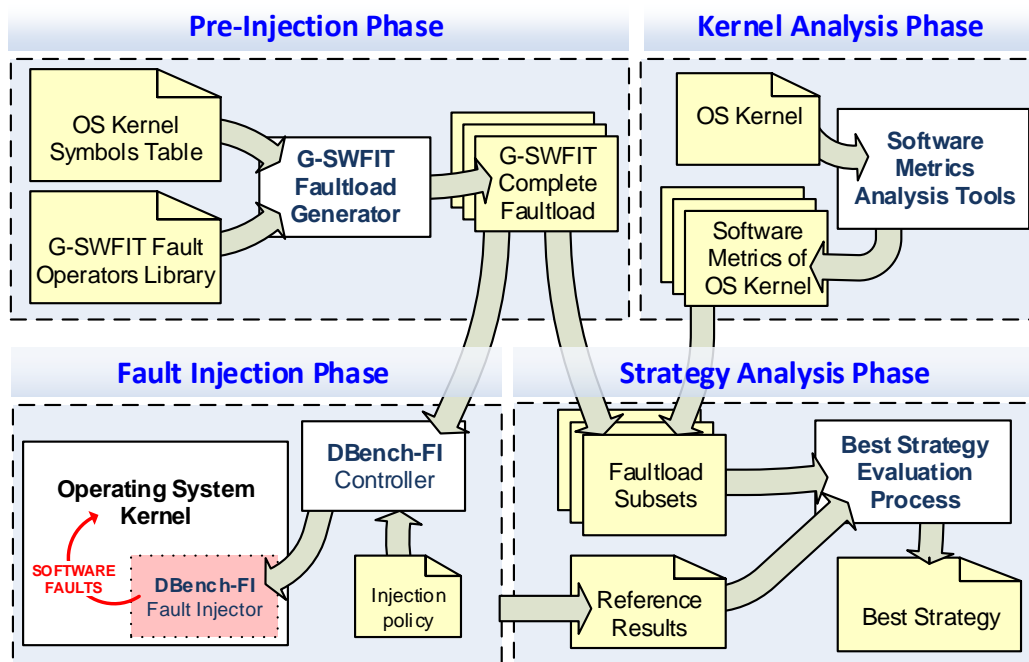 Pre-Injection Phase
OS Kernel
Symbols Table
G-SWFIT Fault
Operators Library
G-SWFIT
Faultload
Generator
G-SWFIT
Complete
Faultload
Kernel Analysis Phase
OS Kernel
Software
Metrics
Analysis Tools
Software
Metrics of
OS Kernel
Fault Injection Phase
Operating System
Kernel
SOFTWARE
FAULTS
DBench-FI
Fault Injector
DBench-FI
Controller
Injection
policy
Strategy Analysis Phase
Faultload
Subsets
Reference
Results
Best Strategy
Evaluation
Process
Best Strategy